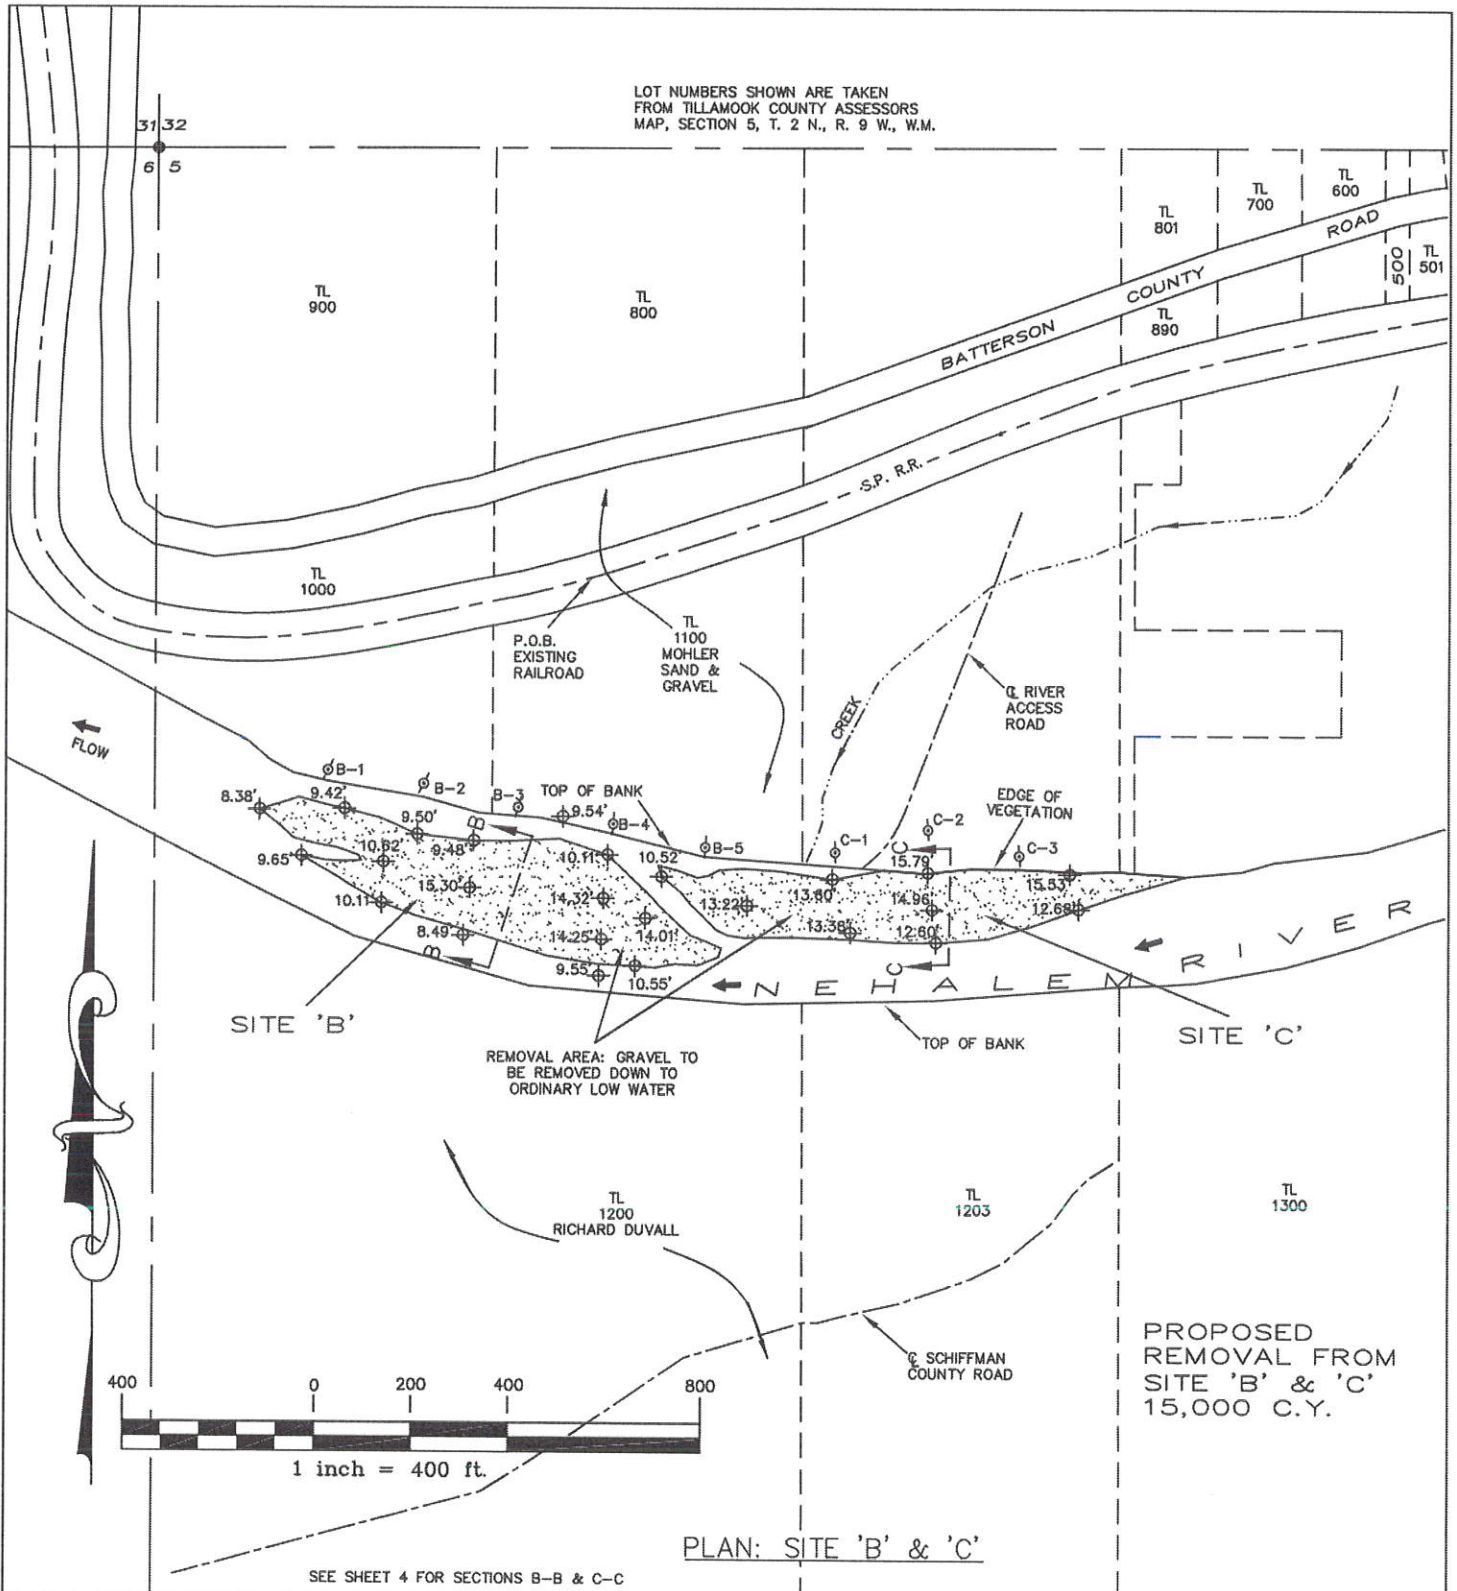 LOT NUMBERS SHOWN ARE TAKEN
FROM TILLAMOOK COUNTY ASSESSORS
MAP, SECTION 5, T. 2 N., R. 9 W., W.M.
31 32
6 5
TL
600
TL
700
TL
801
ROAD
500
TL
501
COUNTY
TL
900
TL
800
TL
890
BATTERSON
S.P. R.R.
TL
1000
P.O.B.
EXISTING
RAILROAD
TL
1100
MOHLER
SAND &
GRAVEL
℄ RIVER
ACCESS
ROAD
CREEK
FLOW
B-1
B-2
B-3
TOP OF BANK
EDGE OF
VEGETATION
8.38'
9.42'
9.54'
B-4
C-2
9.50'
B
B-5
C-1
C
C-3
9.65'
10.62'
9.48'
10.11'
10.52
15.79'
15.53'
15.30'
14.32'
13.22'
13.60'
14.96'
12.68'
10.11'
8.49'
14.25'
14.01'
13.38'
12.60'
B
9.55'
10.55'
C
NEHALEM RIVER
SITE 'B'
SITE 'C'
TOP OF BANK
REMOVAL AREA: GRAVEL TO
BE REMOVED DOWN TO
ORDINARY LOW WATER
TL
1200
RICHARD DUVALL
TL
1203
TL
1300
℄ SCHIFFMAN
COUNTY ROAD
PROPOSED
REMOVAL FROM
SITE 'B' & 'C'
15,000 C.Y.
400 0 200 400 800
1 inch = 400 ft.
PLAN: SITE 'B' & 'C'
SEE SHEET 4 FOR SECTIONS B-B & C-C